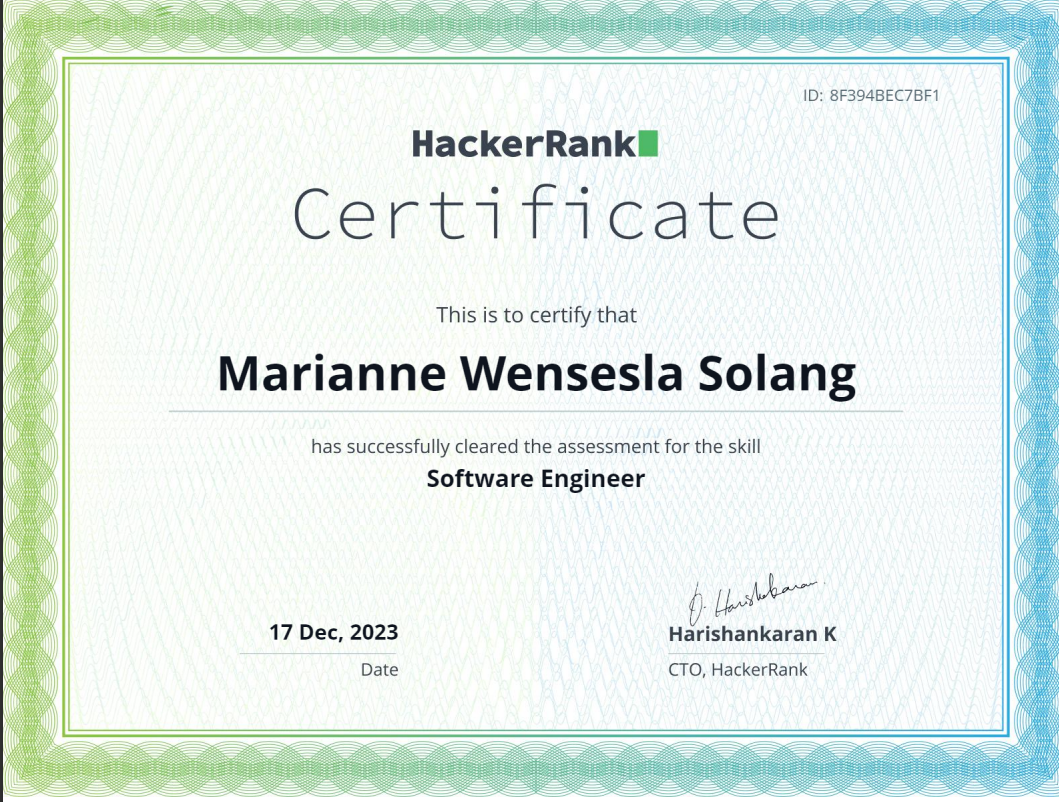 ID: 8F394BEC7BF1
HackerRank
Certificate
This is to certify that
Marianne Wensesla Solang
has successfully cleared the assessment for the skill
Software Engineer
17 Dec, 2023
Date
Harishankaran K
CTO, HackerRank